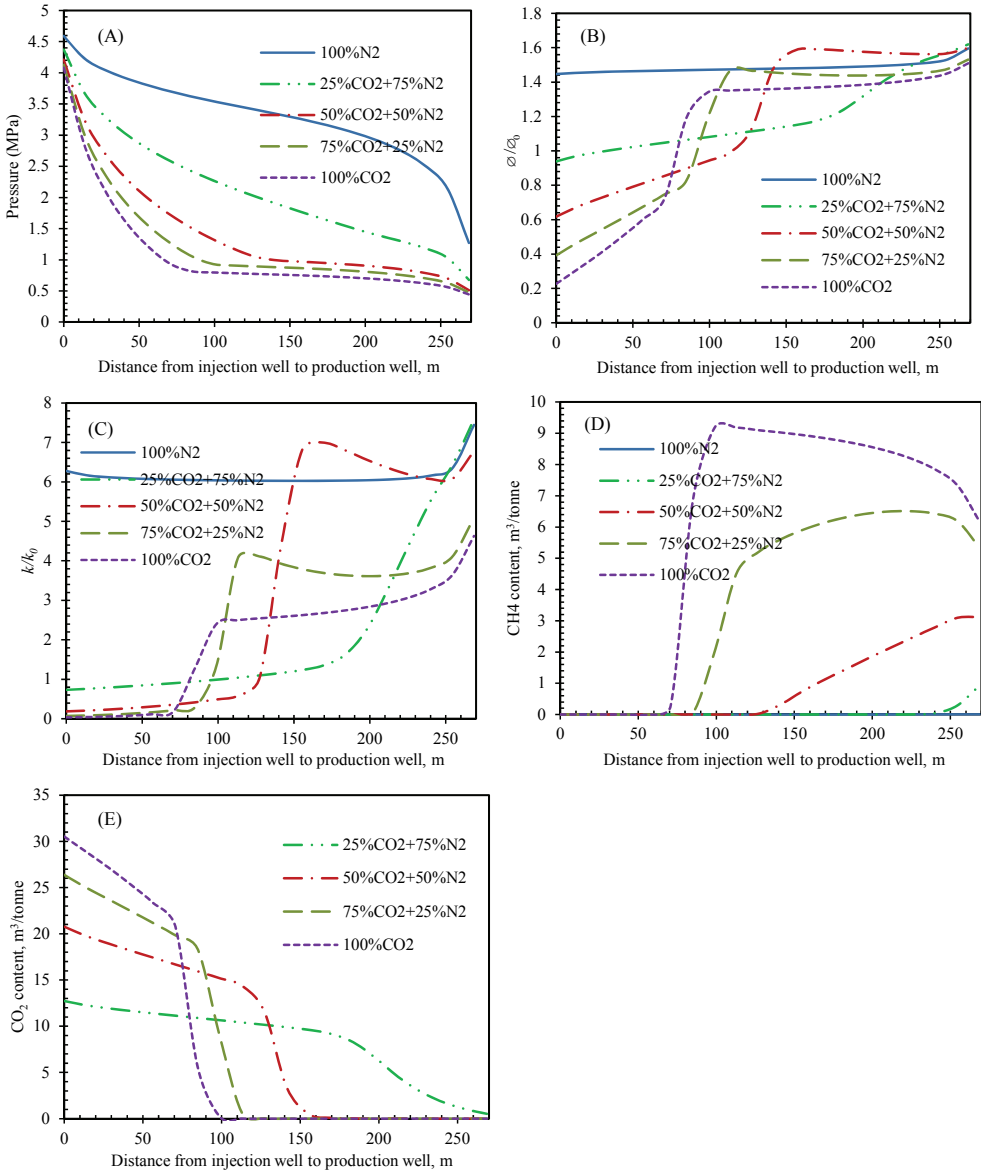 (A)
Pressure (MPa)
5
4.5
4
3.5
3
2.5
2
1.5
1
0.5
0
0 50 100 150 200 250
Distance from injection well to production well, m
100%N2
25%CO2+75%N2
50%CO2+50%N2
75%CO2+25%N2
100%CO2
(B)
∅/∅0
1.8
1.6
1.4
1.2
1
0.8
0.6
0.4
0.2
0
0 50 100 150 200 250
Distance from injection well to production well, m
100%N2
25%CO2+75%N2
50%CO2+50%N2
75%CO2+25%N2
100%CO2
(C)
k/k0
8
7
6
5
4
3
2
1
0
0 50 100 150 200 250
Distance from injection well to production well, m
100%N2
25%CO2+75%N2
50%CO2+50%N2
75%CO2+25%N2
100%CO2
(D)
CH4 content, m³/tonne
10
9
8
7
6
5
4
3
2
1
0
0 50 100 150 200 250
Distance from injection well to production well, m
100%N2
25%CO2+75%N2
50%CO2+50%N2
75%CO2+25%N2
100%CO2
(E)
CO₂ content, m³/tonne
35
30
25
20
15
10
5
0
0 50 100 150 200 250
Distance from injection well to production well, m
25%CO2+75%N2
50%CO2+50%N2
75%CO2+25%N2
100%CO2